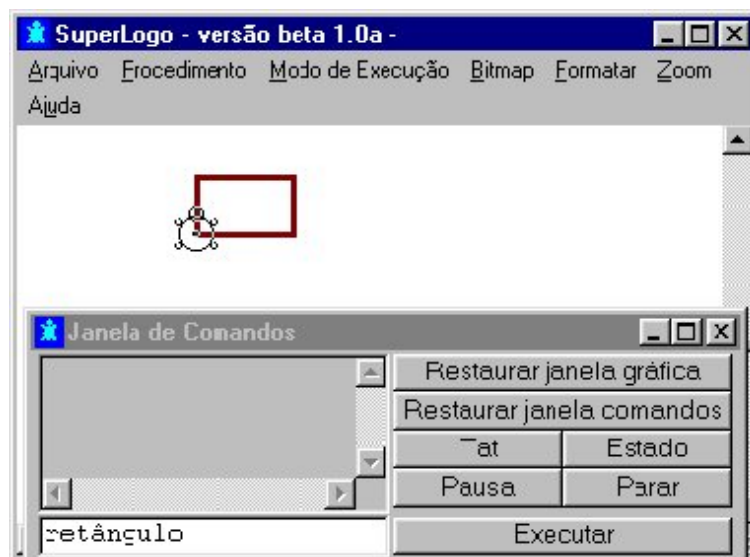 SuperLogo - versão beta 1.0a -
Arquivo Procedimento Modo de Execução Bitmap Formatar Zoom
Ajuda
Janela de Comandos
Restaurar janela gráfica
Restaurar janela comandos
Tat Estado
Pausa Parar
retângulo Executar